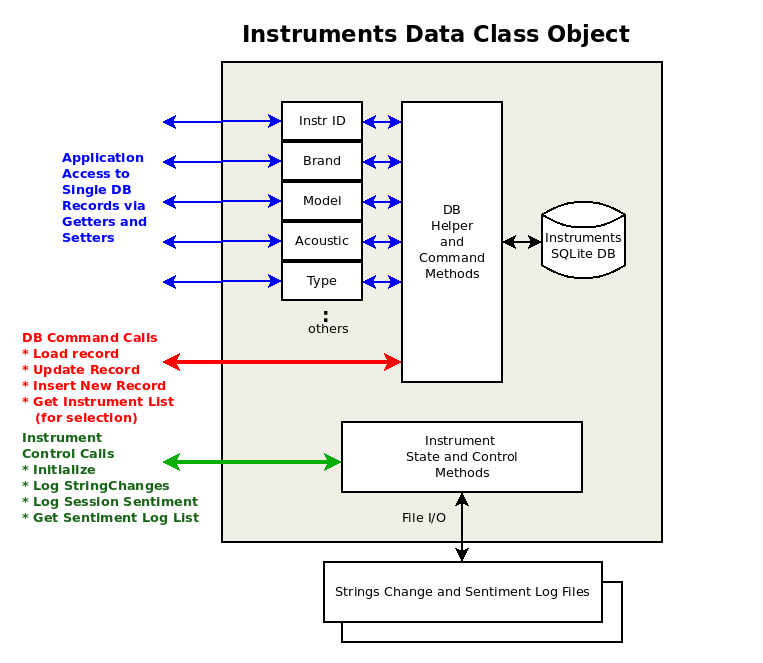 Instruments Data Class Object
Instr ID
Brand
Model
Acoustic
Type
:
others
Application
Access to
Single DB
Records via
Getters and
Setters
DB
Helper
and
Command
Methods
Instruments
SQLite DB
DB Command Calls
* Load record
* Update Record
* Insert New Record
* Get Instrument List
(for selection)
Instrument
Control Calls
* Initialize
* Log StringChanges
* Log Session Sentiment
* Get Sentiment Log List
Instrument
State and Control
Methods
File I/O
Strings Change and Sentiment Log Files